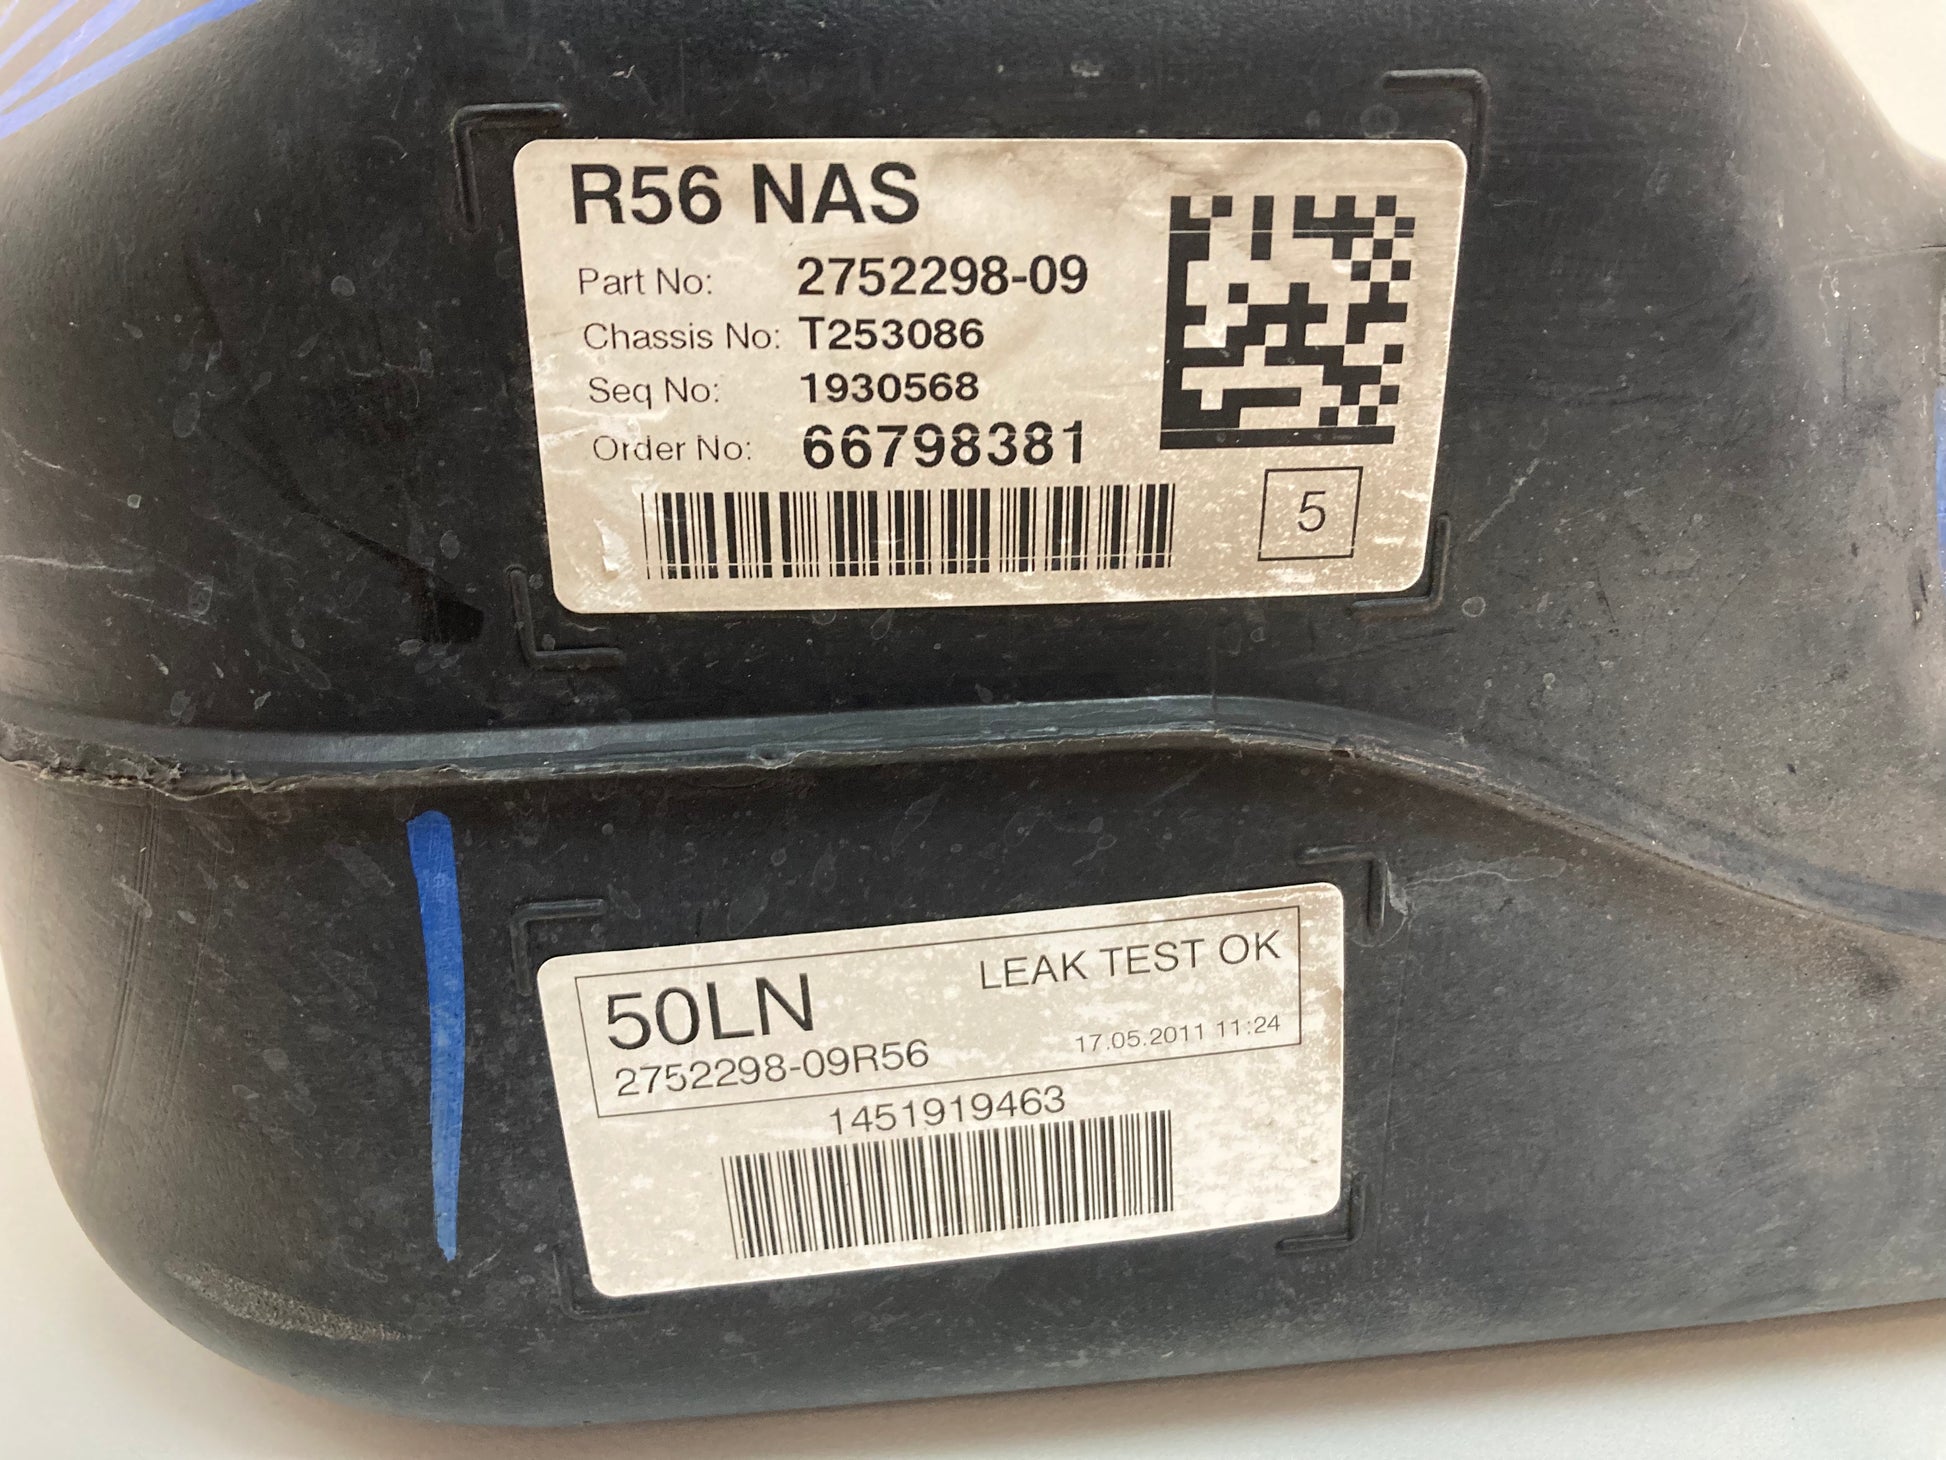 R56 NAS
Part No: 2752298-09
Chassis No: T253086
Seq No: 1930568
Order No: 66798381
5
50LN LEAK TEST OK
2752298-09R56 17.05.2011 11:24
1451919463